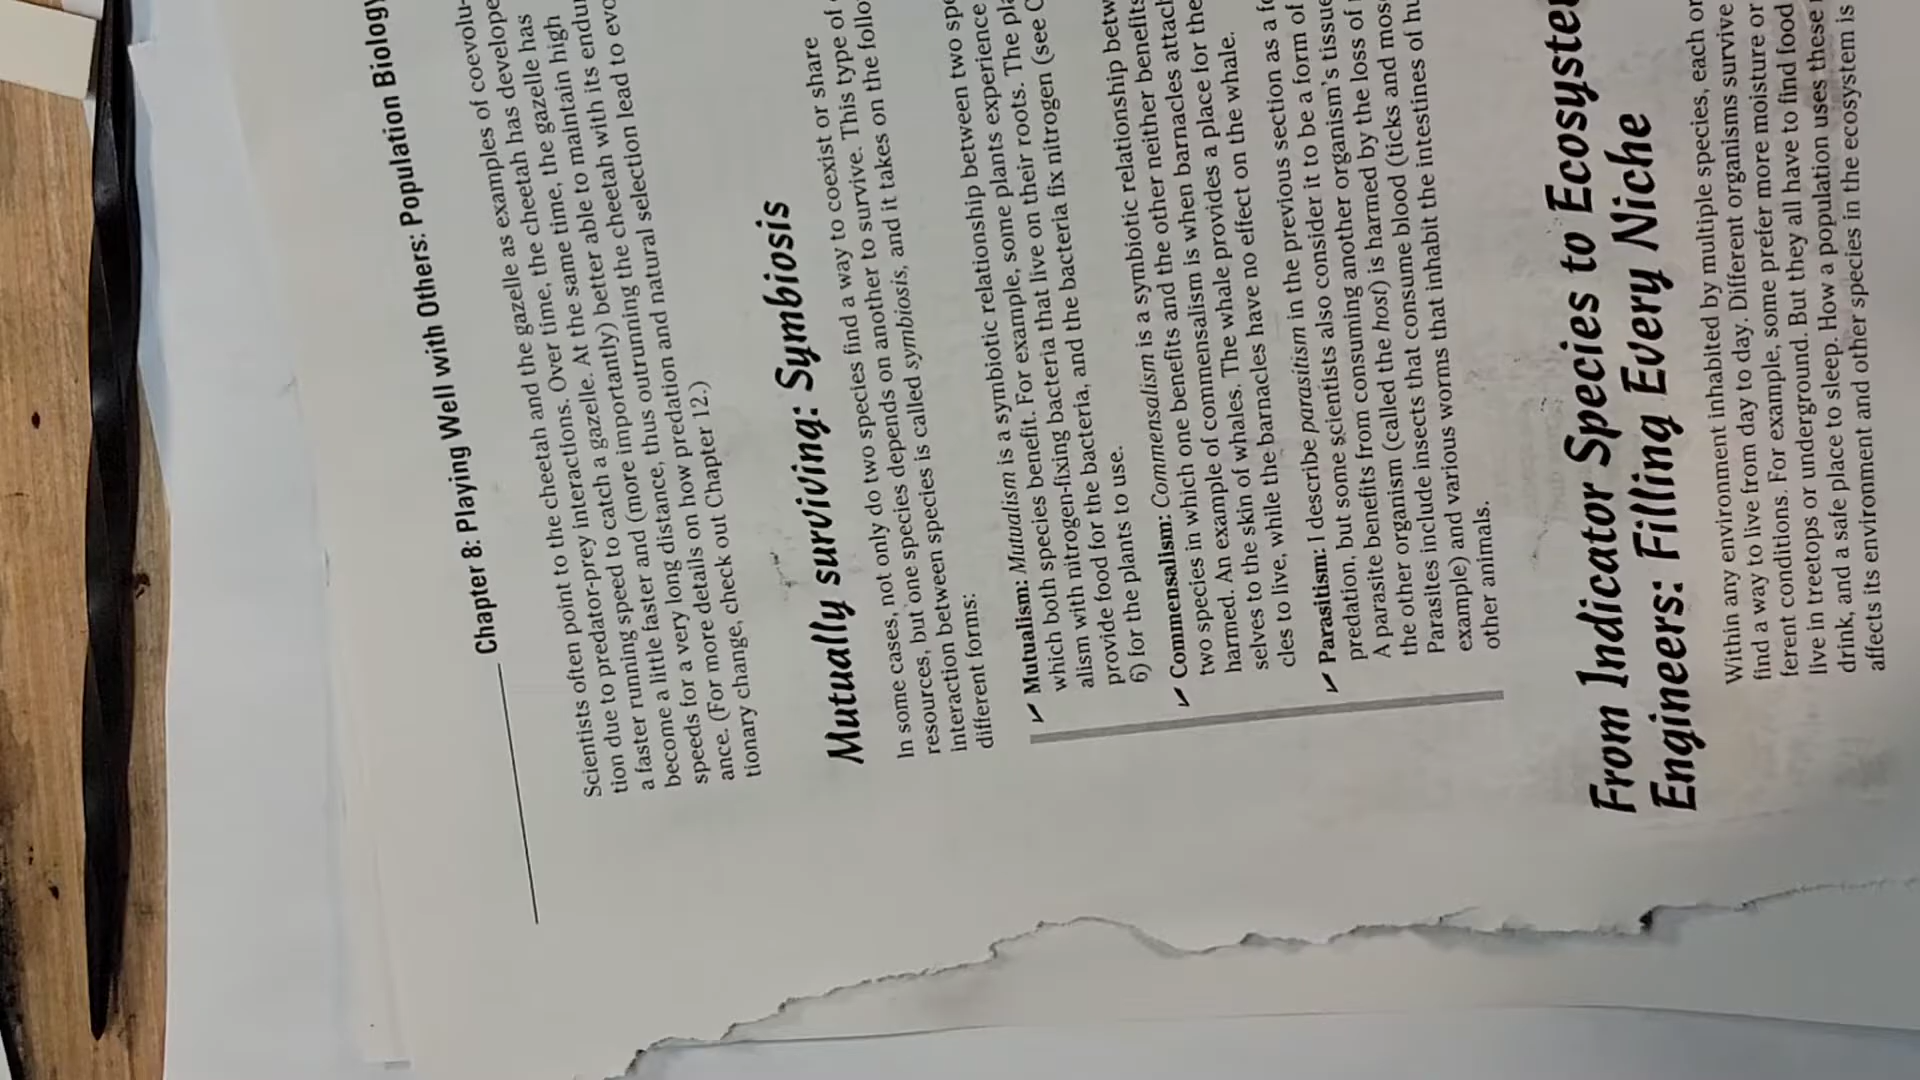 Chapter 8: Playing Well with Others: Population Biology
Scientists often point to the cheetah and the gazelle as examples of coevolu-
tion due to predator-prey interactions. Over time, the cheetah has develope
a faster running speed to catch a gazelle. At the same time, the gazelle has
become a little faster and (more importantly) better able to maintain high
speeds for a very long distance, thus outrunning the cheetah with its endur
ance. (For more details on how predation and natural selection lead to evo
tionary change, check out Chapter 12.)
Mutually surviving: Symbiosis
In some cases, not only do two species find a way to coexist or share
resources, but one species depends on another to survive. This type of
interaction between species is called symbiosis, and it takes on the follo
different forms:
✓ Mutualism: Mutualism is a symbiotic relationship between two spe
which both species benefit. For example, some plants experience
alism with nitrogen-fixing bacteria that live on their roots. The pla
provide food for the bacteria, and the bacteria fix nitrogen (see C
6) for the plants to use.
✓ Commensalism: Commensalism is a symbiotic relationship betw
two species in which one benefits and the other neither benefits
harmed. An example of commensalism is when barnacles attach
selves to the skin of whales. The whale provides a place for the
cles to live, while the barnacles have no effect on the whale.
✓ Parasitism: I describe parasitism in the previous section as a fo
predation, but some scientists also consider it to be a form of
A parasite benefits from consuming another organism's tissue
the other organism (called the host) is harmed by the loss of
Parasites include insects that consume blood (ticks and mos
example) and various worms that inhabit the intestines of hu
other animals.
From Indicator Species to Ecosyste
Engineers: Filling Every Niche
Within any environment inhabited by multiple species, each or
find a way to live from day to day. Different organisms survive
ferent conditions. For example, some prefer more moisture or
live in treetops or underground. But they all have to find food
drink, and a safe place to sleep. How a population uses these
affects its environment and other species in the ecosystem is